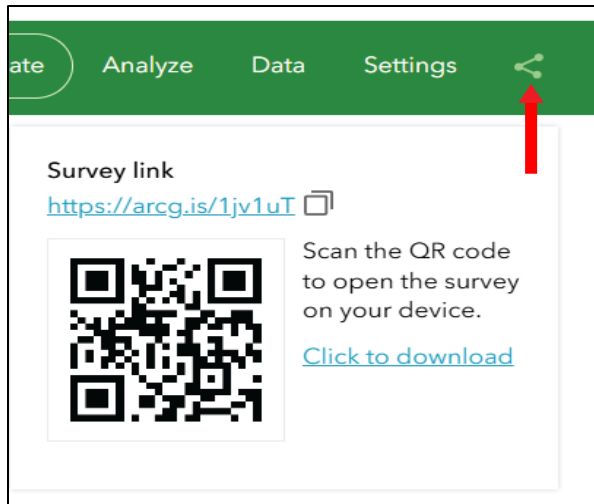 ate Analyze Data Settings
Survey link
https://arcg.is/1jv1uT
Scan the QR code
to open the survey
on your device.
Click to download